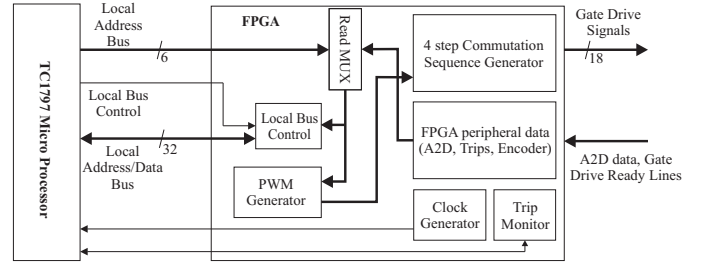 TC1797 Micro Processor
Local
Address
Bus
6
Local Bus
Control
32
Local
Address/Data
Bus
FPGA
Read MUX
Local Bus
Control
PWM
Generator
4 step Commutation
Sequence Generator
FPGA peripheral data
(A2D, Trips, Encoder)
Clock
Generator
Trip
Monitor
Gate Drive
Signals
18
A2D data, Gate
Drive Ready Lines